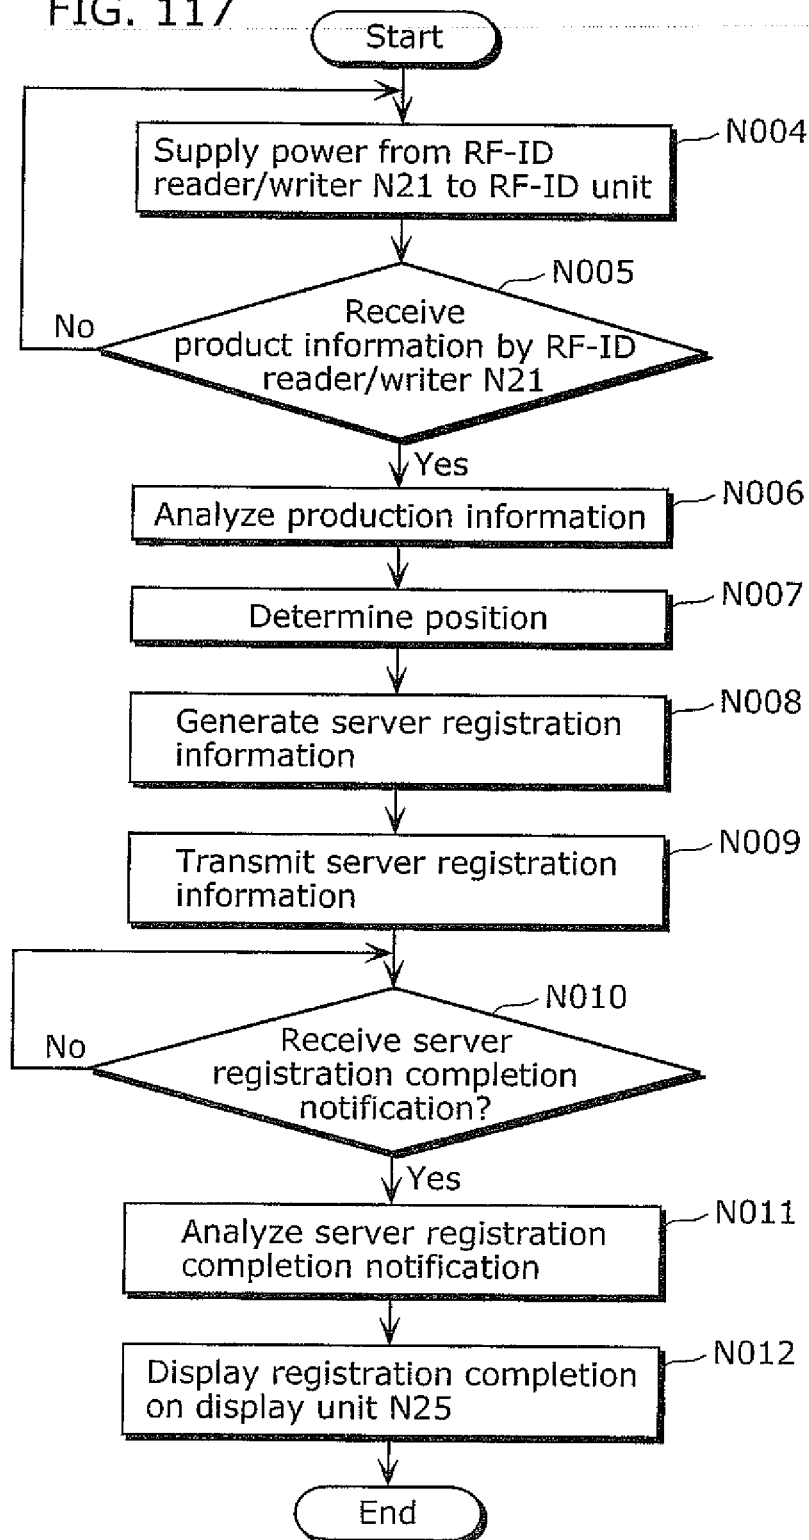 FIG. 117
Start
N004
Supply power from RF-ID
reader/writer N21 to RF-ID unit
N005
No
Receive
product information by RF-ID
reader/writer N21
Yes
N006
Analyze production information
N007
Determine position
N008
Generate server registration
information
N009
Transmit server registration
information
N010
No
Receive server
registration completion
notification?
Yes
N011
Analyze server registration
completion notification
N012
Display registration completion
on display unit N25
End